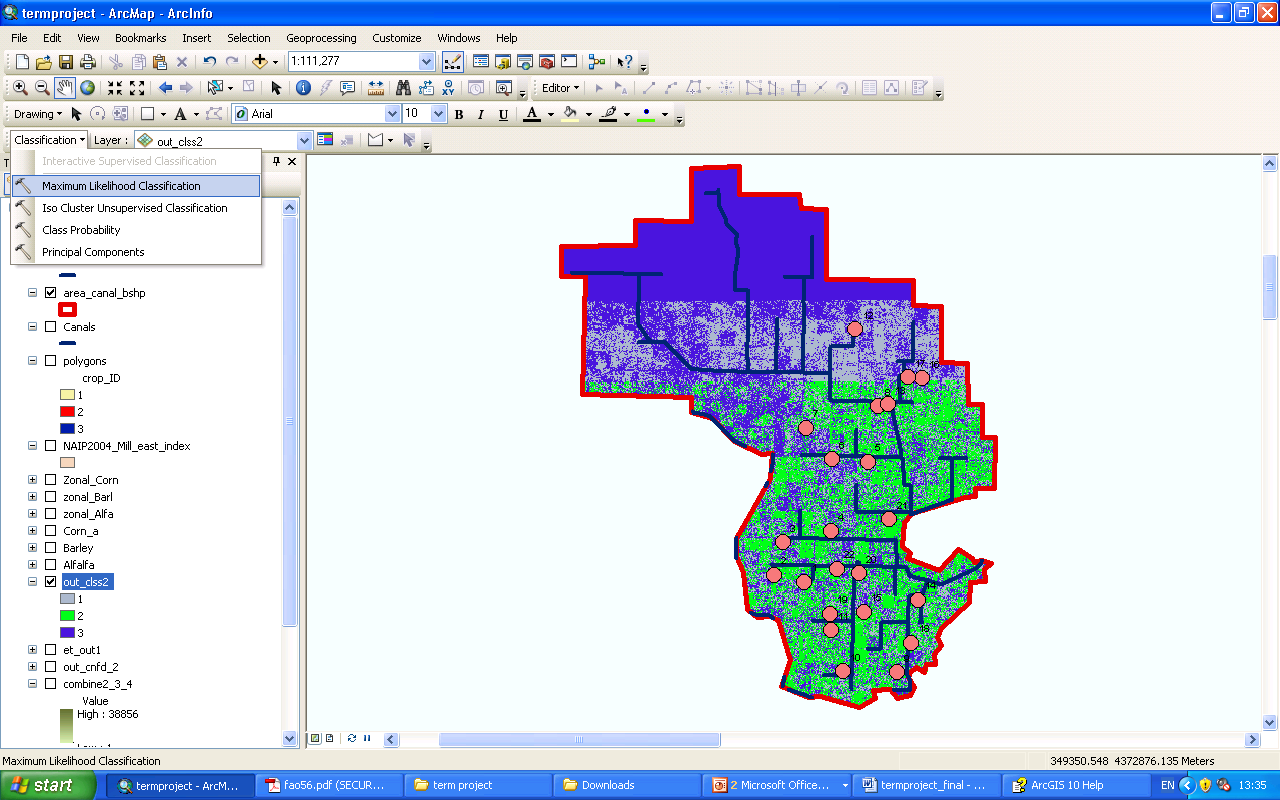 termproject - ArcMap - ArcInfo
File Edit View Bookmarks Insert Selection Geoprocessing Customize Windows Help
1:111,277
Editor
Drawing Arial 10 B I U A
Classification Layer : out_clss2
Interactive Supervised Classification
Maximum Likelihood Classification
Iso Cluster Unsupervised Classification
Class Probability
Principal Components
area_canal_bshp
Canals
polygons
crop_ID
1
2
3
NAIP2004_Mill_east_index
Zonal_Corn
zonal_Barl
zonal_Alfa
Corn_a
Barley
Alfalfa
out_clss2
1
2
3
et_out1
out_cnfd_2
combine2_3_4
Value
High : 38856
Maximum Likelihood Classification
349350.548 4372876.135 Meters
start termproject - ArcM... fao56.pdf (SECUR... term project Downloads 2 Microsoft Office... termproject_final - ... ArcGIS 10 Help EN 13:35